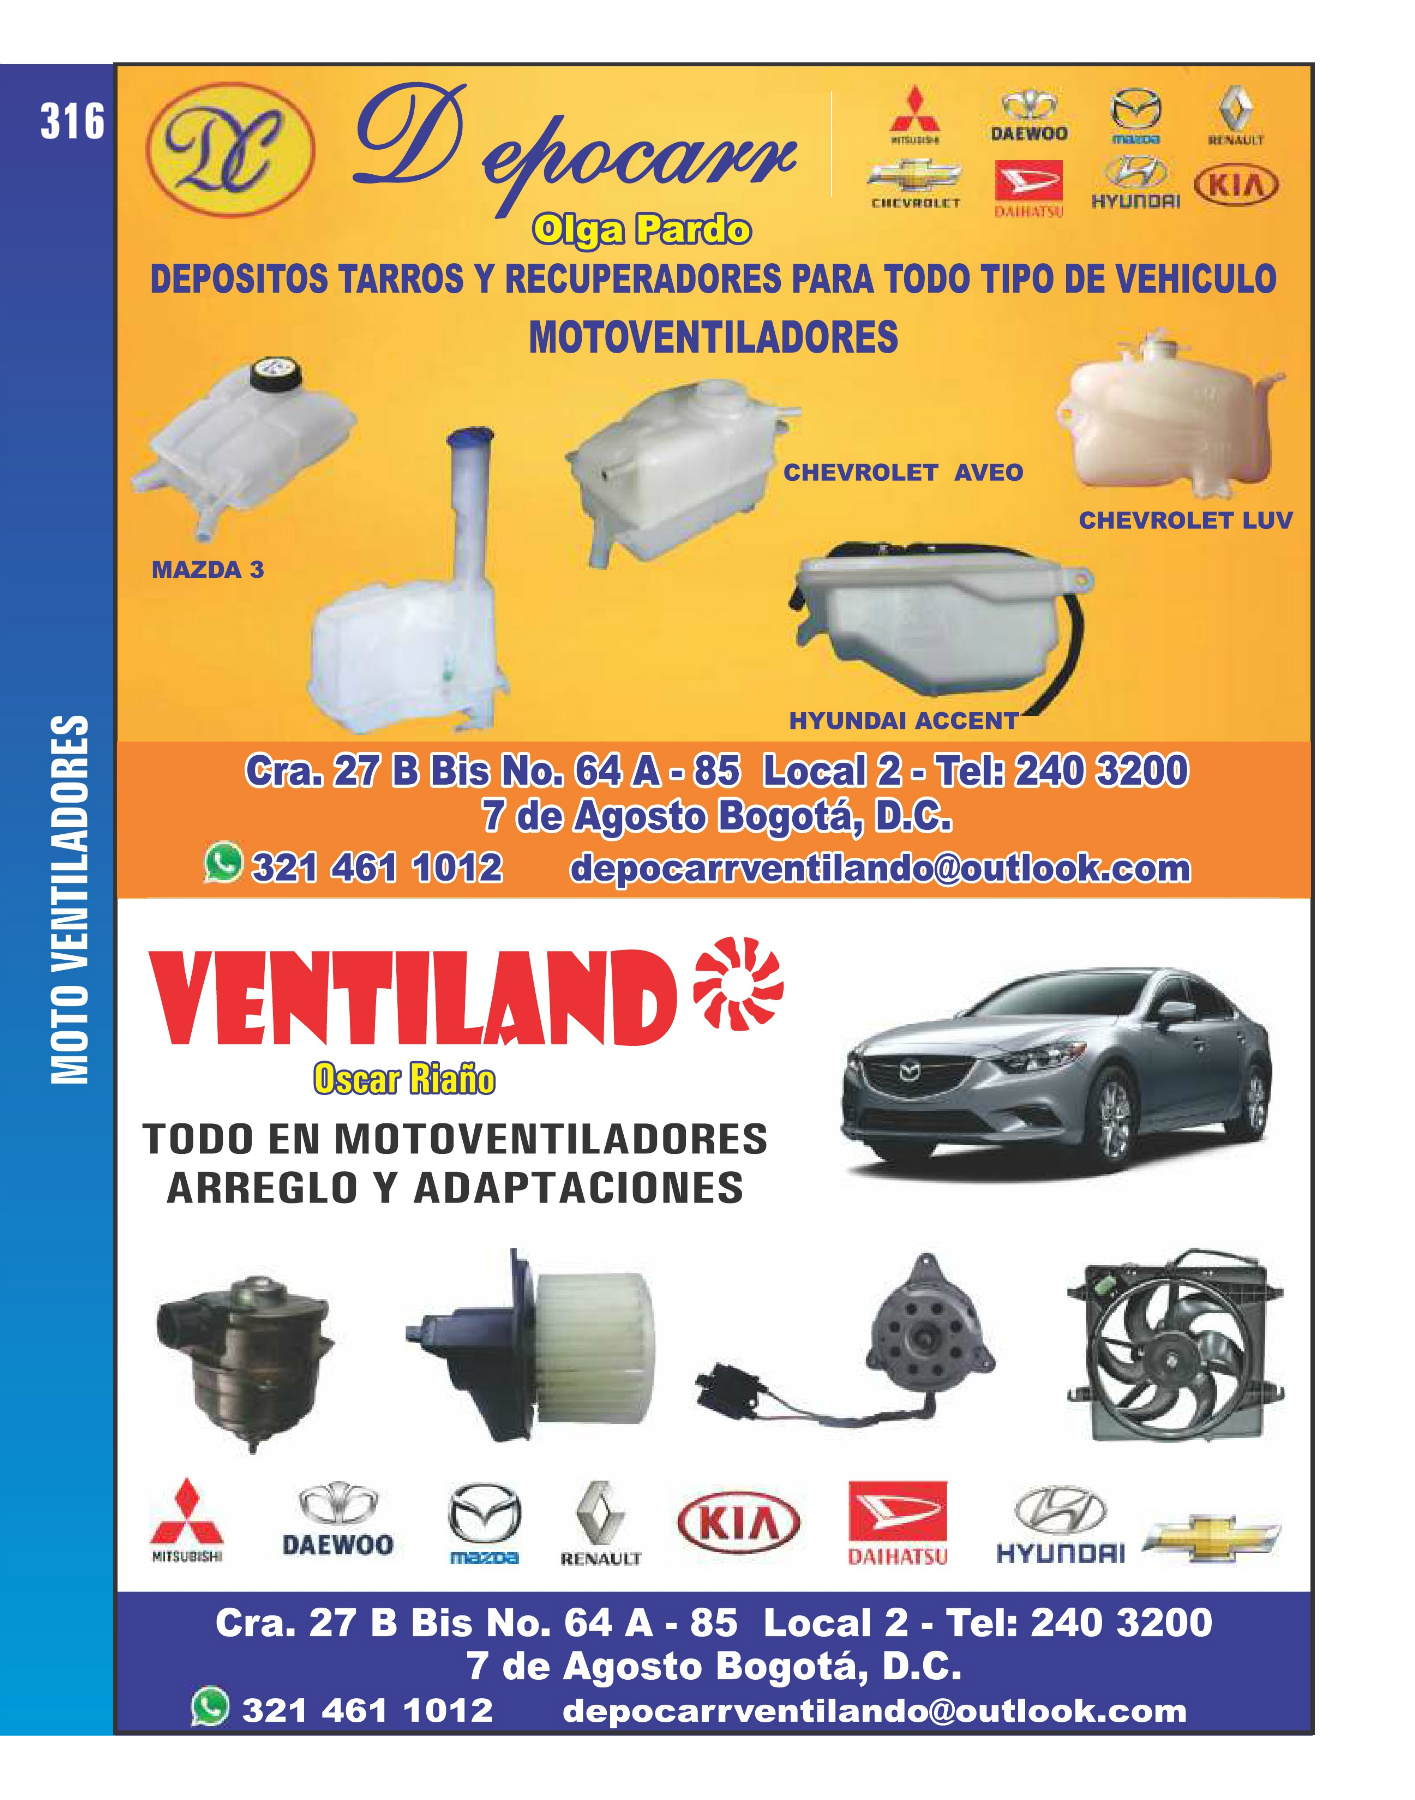 316
DC
Depocarr
MITSUBISHI
DAEWOO
mazda
RENAULT
CHEVROLET
DAIHATSU
HYUNDAI
KIA
Olga Pardo
DEPOSITOS TARROS Y RECUPERADORES PARA TODO TIPO DE VEHICULO
MOTOVENTILADORES
CHEVROLET AVEO
CHEVROLET LUV
MAZDA 3
HYUNDAI ACCENT
Cra. 27 B Bis No. 64 A - 85 Local 2 - Tel: 240 3200
7 de Agosto Bogotá, D.C.
321 461 1012 depocarrventilando@outlook.com
MOTO VENTILADORES
VENTILANDO
Oscar Riaño
TODO EN MOTOVENTILADORES
ARREGLO Y ADAPTACIONES
MITSUBISHI
DAEWOO
mazda
RENAULT
KIA
DAIHATSU
HYUNDAI
Cra. 27 B Bis No. 64 A - 85 Local 2 - Tel: 240 3200
7 de Agosto Bogotá, D.C.
321 461 1012 depocarrventilando@outlook.com